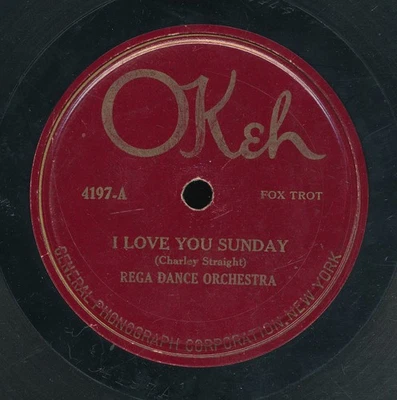 OKeh
4197-A
FOX TROT
I LOVE YOU SUNDAY
(Charley Straight)
REGA DANCE ORCHESTRA
GENERAL PHONOGRAPH CORPORATION, NEW YORK